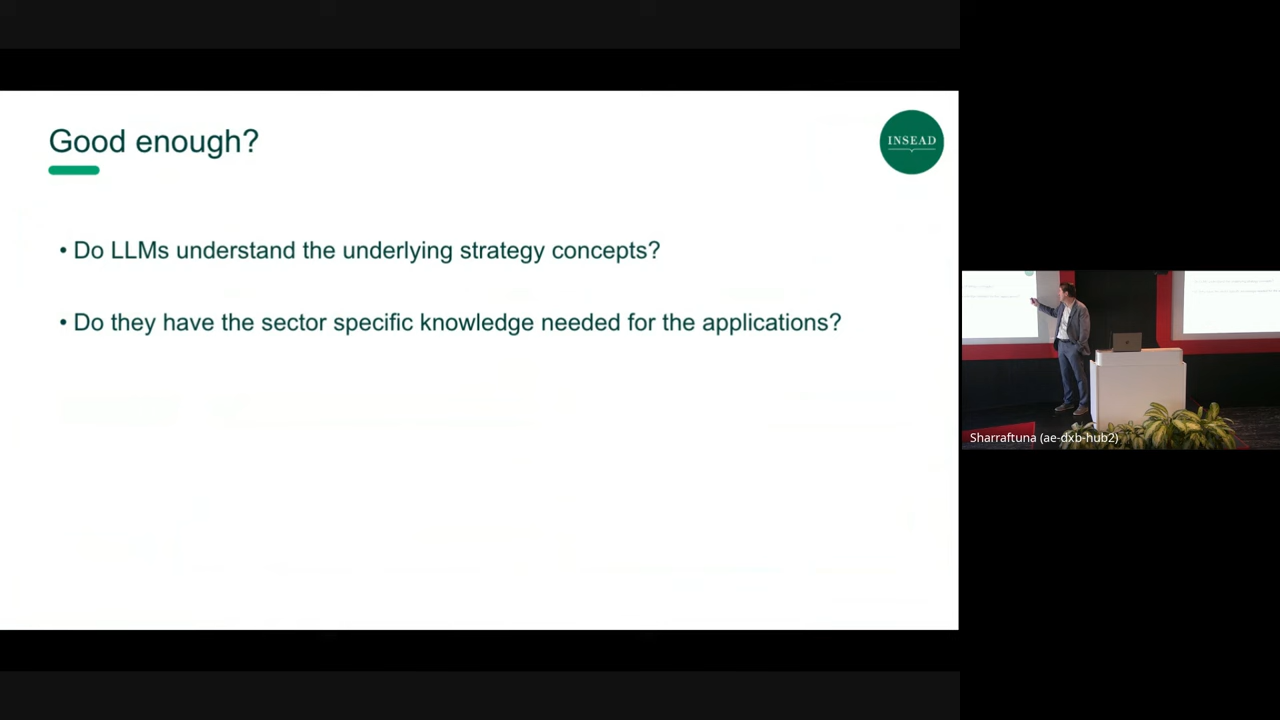 Good enough?
INSEAD
• Do LLMs understand the underlying strategy concepts?
• Do they have the sector specific knowledge needed for the applications?
Sharraftuna (ae-dxb-hub2)